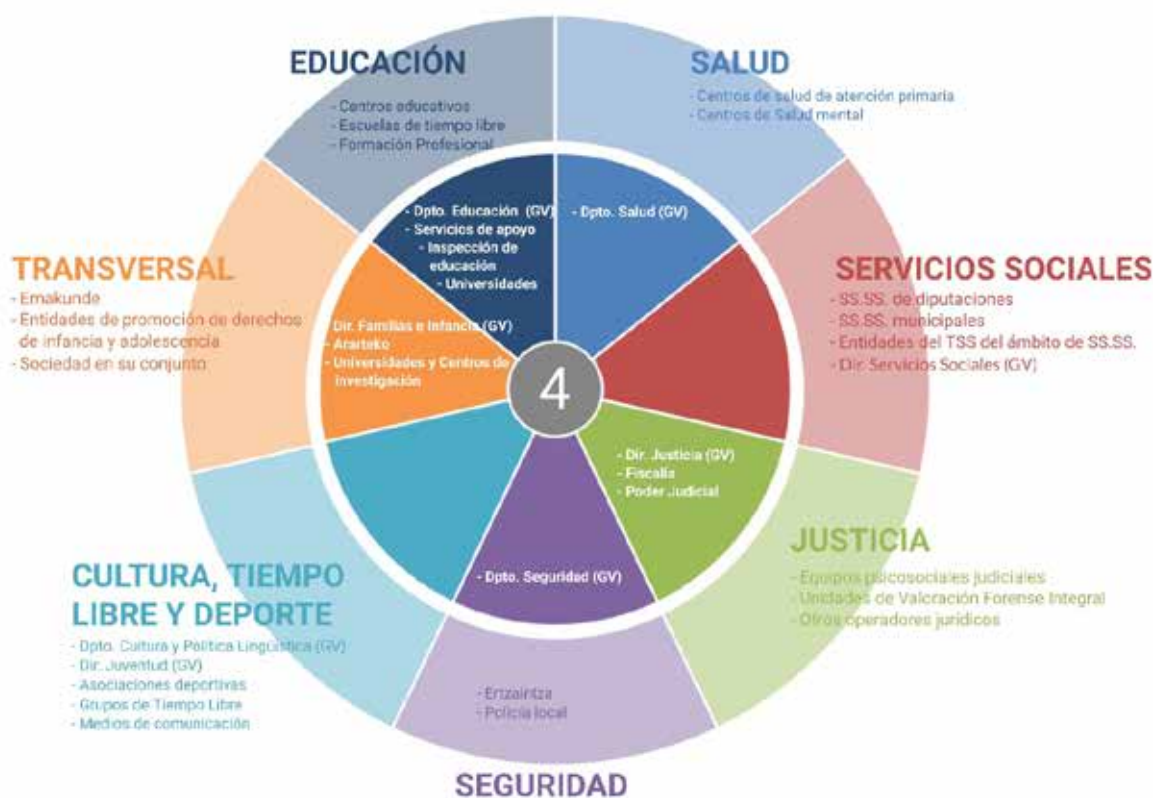 EDUCACIÓN
- Centros educativos
- Escuelas de tiempo libre
- Formación Profesional
- Dpto. Educación (GV)
- Servicios de apoyo
- Inspección de
educación
- Universidades
SALUD
- Centros de salud de atención primaria
- Centros de Salud mental
- Dpto. Salud (GV)
SERVICIOS SOCIALES
- SS.SS. de diputaciones
- SS.SS. municipales
- Entidades del TSS del ámbito de SS.SS.
- Dir. Servicios Sociales (GV)
JUSTICIA
- Equipos psicosociales judiciales
- Unidades de Valoración Forense Integral
- Otros operadores jurídicos
- Dir. Justicia (GV)
- Fiscalía
- Poder Judicial
SEGURIDAD
- Ertzaintza
- Policía local
- Dpto. Seguridad (GV)
CULTURA, TIEMPO
LIBRE Y DEPORTE
- Dpto. Cultura y Política Lingüística (GV)
- Dir. Juventud (GV)
- Asociaciones deportivas
- Grupos de Tiempo Libre
- Medios de comunicación
TRANSVERSAL
- Emakunde
- Entidades de promoción de derechos
de infancia y adolescencia
- Sociedad en su conjunto
- Dir. Familias e Infancia (GV)
- Ararteko
- Universidades y Centros de
investigación
4